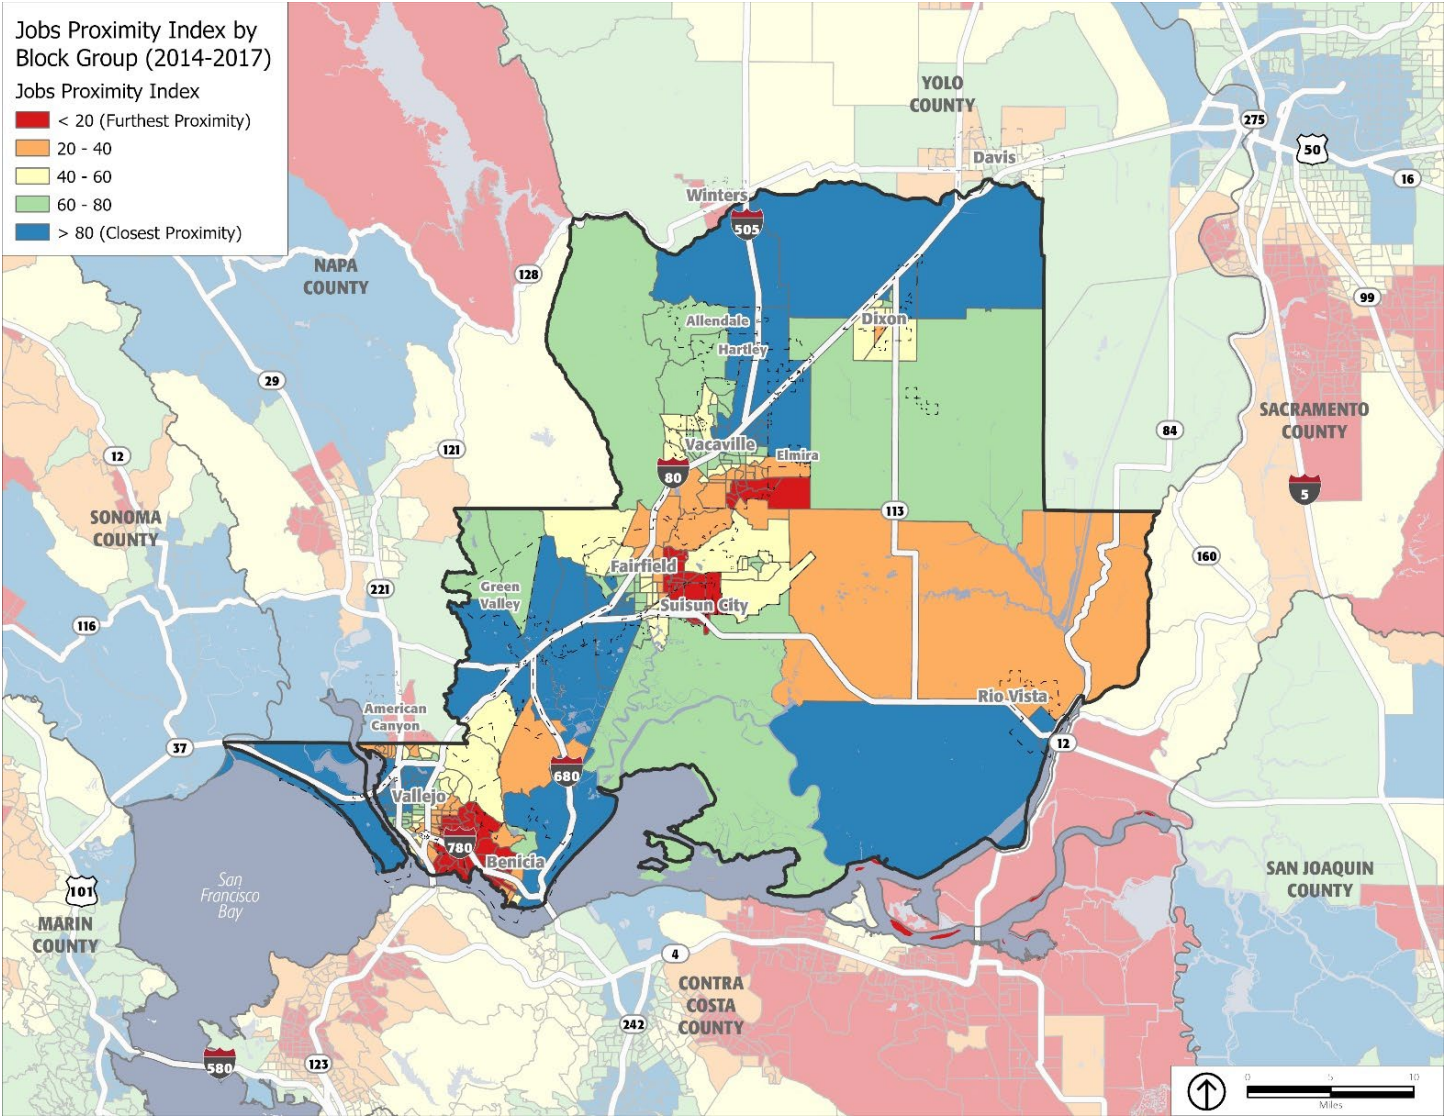 Jobs Proximity Index by
Block Group (2014-2017)
Jobs Proximity Index
< 20 (Furthest Proximity)
20 - 40
40 - 60
60 - 80
> 80 (Closest Proximity)
YOLO
COUNTY
275
50
16
Davis
Winters
505
NAPA
COUNTY
128
99
Allendale
Dixon
Hartley
29
SACRAMENTO
COUNTY
84
12
121
Vacaville
Elmira
80
5
113
SONOMA
COUNTY
160
Fairfield
221
Green
Valley
Suisun City
116
Rio Vista
American
Canyon
37
12
680
Vallejo
780
Benicia
San
Francisco
Bay
101
SAN JOAQUIN
COUNTY
MARIN
COUNTY
4
CONTRA
COSTA
COUNTY
242
580
123
0
5
10
Miles